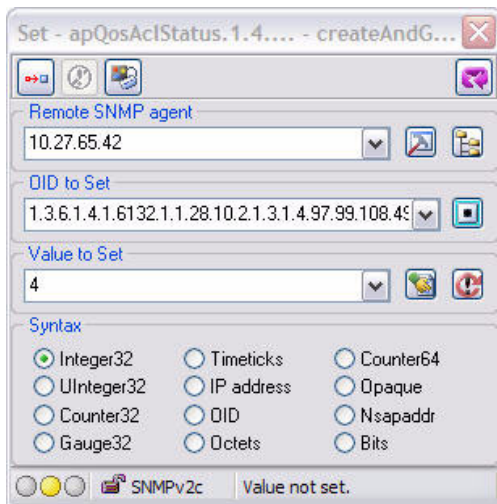 Set - apQosAclStatus.1.4.... - createAndG...
Remote SNMP agent
10.27.65.42
OID to Set
1.3.6.1.4.1.6132.1.1.28.10.2.1.3.1.4.97.99.108.49
Value to Set
4
Syntax
Integer32 Timeticks Counter64
UInteger32 IP address Opaque
Counter32 OID Nsapaddr
Gauge32 Octets Bits
SNMPv2c Value not set.